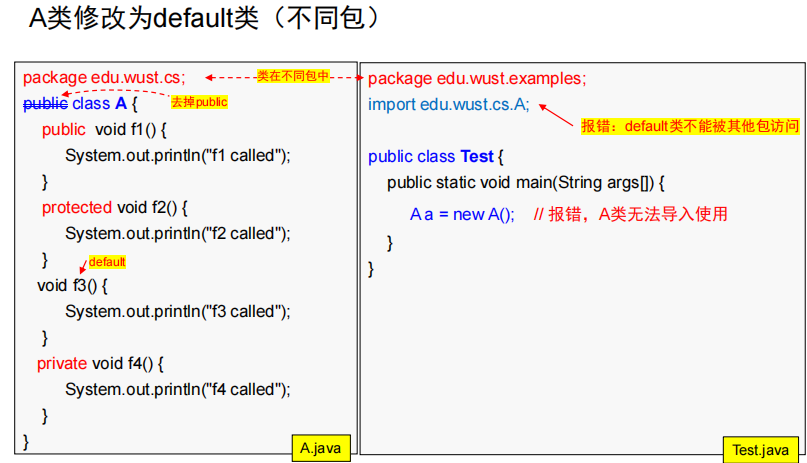 A类修改为default类（不同包）
package edu.wust.cs;
类在不同包中
public class A {
去掉public
public void f1() {
System.out.println("f1 called");
}
protected void f2() {
System.out.println("f2 called");
}
default
void f3() {
System.out.println("f3 called");
}
private void f4() {
System.out.println("f4 called");
}
}
A.java
package edu.wust.examples;
import edu.wust.cs.A;
报错：default类不能被其他包访问
public class Test {
public static void main(String args[]) {
A a = new A(); // 报错，A类无法导入使用
}
}
Test.java